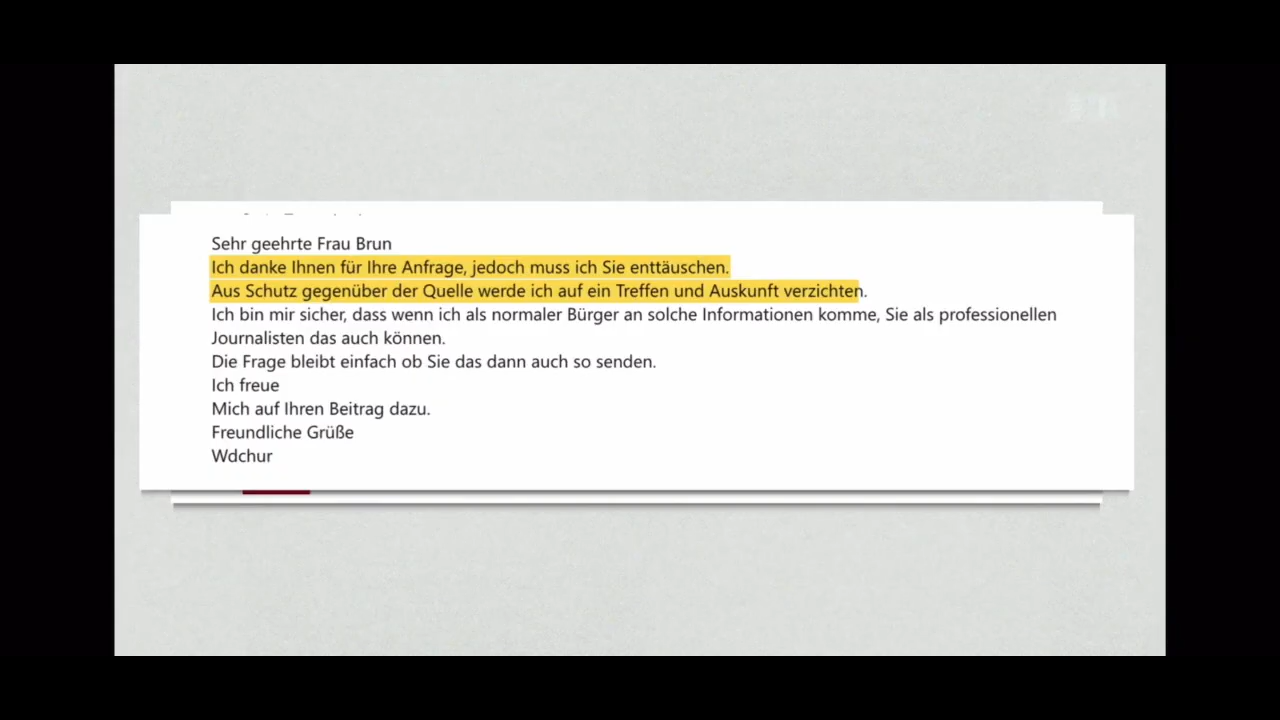 Sehr geehrte Frau Brun
Ich danke Ihnen für Ihre Anfrage, jedoch muss ich Sie enttäuschen.
Aus Schutz gegenüber der Quelle werde ich auf ein Treffen und Auskunft verzichten.
Ich bin mir sicher, dass wenn ich als normaler Bürger an solche Informationen komme, Sie als professionellen
Journalisten das auch können.
Die Frage bleibt einfach ob Sie das dann auch so senden.
Ich freue
Mich auf Ihren Beitrag dazu.
Freundliche Grüße
Wdchur